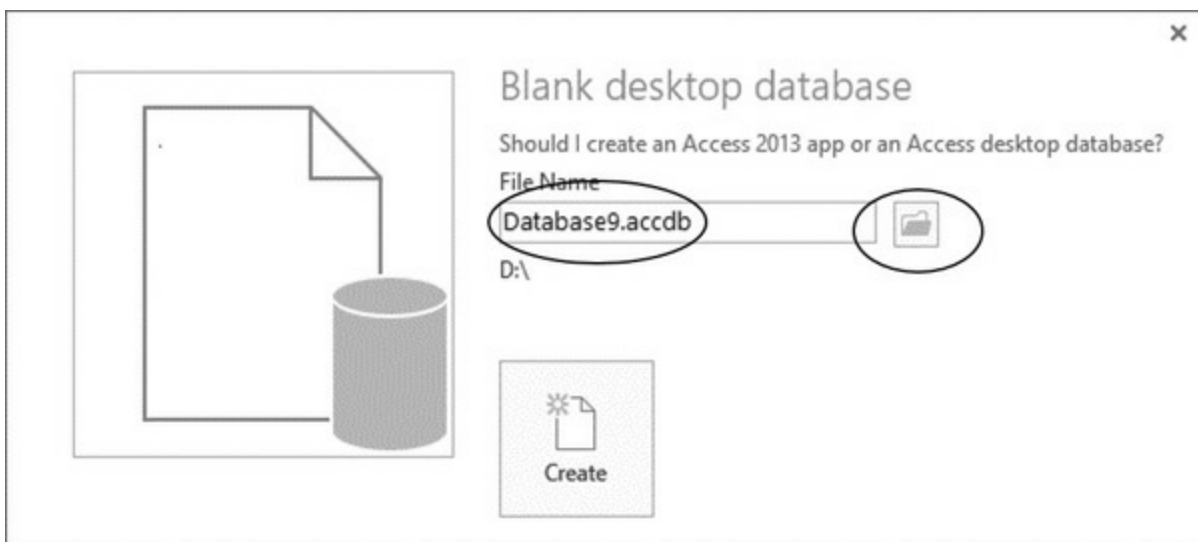 Blank desktop database
Should I create an Access 2013 app or an Access desktop database?
File Name
Database9.accdb
D:\
Create